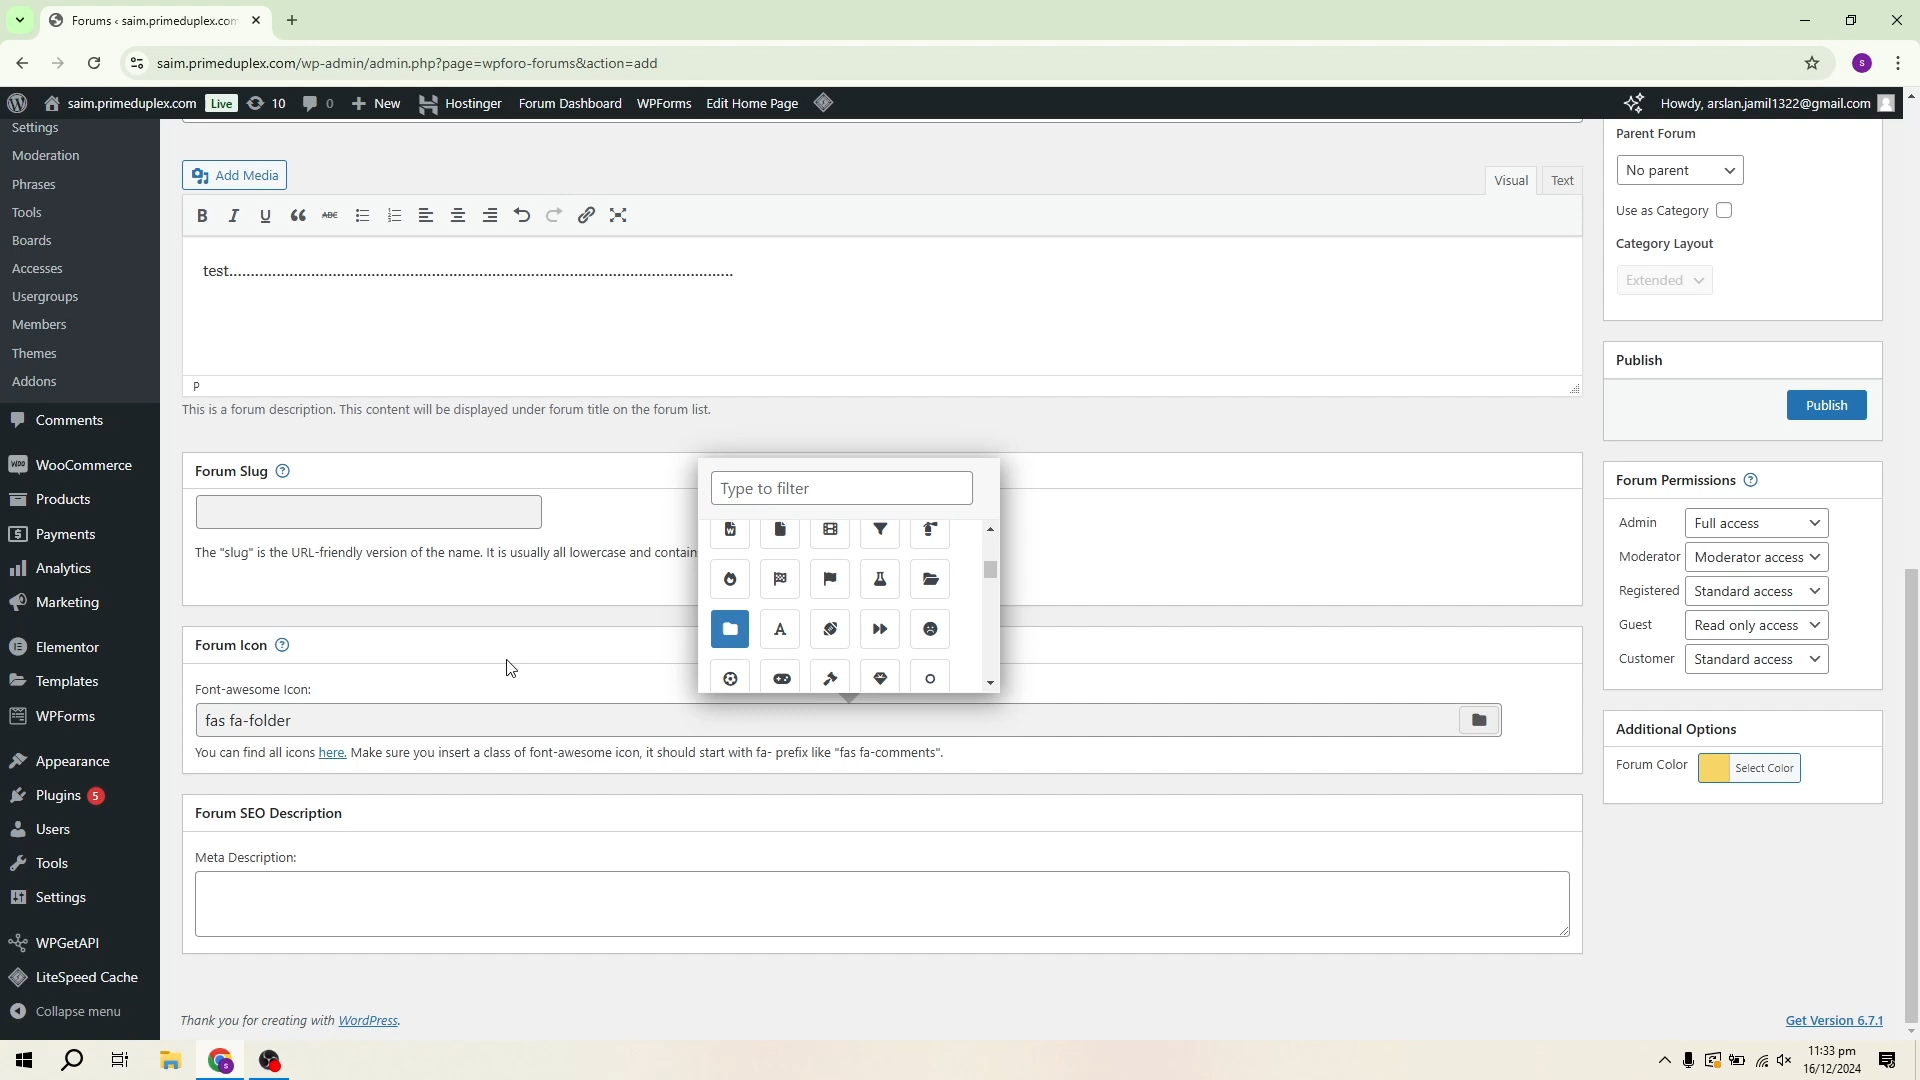 Forums ‹ saim.primeduplex.com
saim.primeduplex.com/wp-admin/admin.php?page=wpforo-forums&action=add
S
saim.primeduplex.com Live 10 0 New Hostinger Forum Dashboard WPForms Edit Home Page
Howdy, arslan.jamil1322@gmail.com
Settings
Moderation
Phrases
Tools
Boards
Accesses
Usergroups
Members
Themes
Addons
Comments
WooCommerce
Products
Payments
Analytics
Marketing
Elementor
Templates
WPForms
Appearance
Plugins 5
Users
Tools
Settings
WPGetAPI
LiteSpeed Cache
Collapse menu
Add Media
Visual Text
B I U ABC
test......................................................................................................................
P
This is a forum description. This content will be displayed under forum title on the forum list.
Forum Slug
The "slug" is the URL-friendly version of the name. It is usually all lowercase and contain
Type to filter
Forum Icon
Font-awesome Icon:
fas fa-folder
You can find all icons here. Make sure you insert a class of font-awesome icon, it should start with fa- prefix like "fas fa-comments".
Forum SEO Description
Meta Description:
Parent Forum
No parent
Use as Category
Category Layout
Extended
Publish
Publish
Forum Permissions
Admin Full access
Moderator Moderator access
Registered Standard access
Guest Read only access
Customer Standard access
Additional Options
Forum Color Select Color
Thank you for creating with WordPress.
Get Version 6.7.1
11:33 pm
16/12/2024